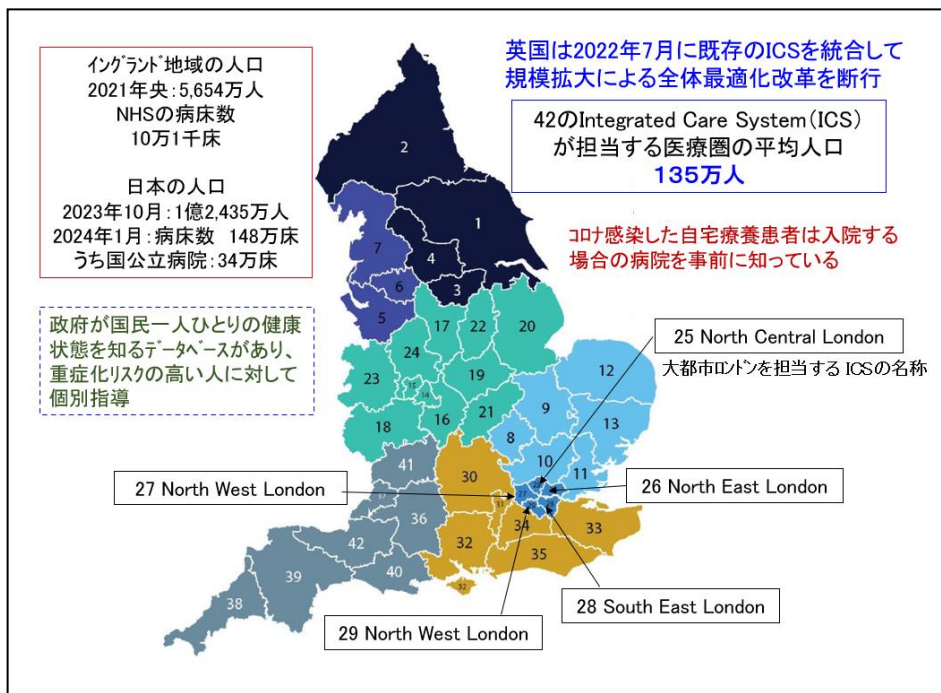 イングランド地域の人口
2021年央:5,654万人
NHSの病床数
10万1千床
日本の人口
2023年10月:1億2,435万人
2024年1月:病床数 148万床
うち国公立病院:34万床
英国は2022年7月に既存のICSを統合して
規模拡大による全体最適化改革を断行
42のIntegrated Care System(ICS)
が担当する医療圏の平均人口
135万人
コロナ感染した自宅療養患者は入院する
場合の病院を事前に知っている
政府が国民一人ひとりの健康
状態を知るデータベースがあり、
重症化リスクの高い人に対して
個別指導
25 North Central London
大都市ロンドンを担当するICSの名称
27 North West London
26 North East London
28 South East London
29 North West London
2
1
7
4
6
3
5
17
22
20
24
23
15
14
19
18
16
21
12
9
13
8
10
11
41
30
27
28
31
36
34
33
42
32
35
39
40
38
32